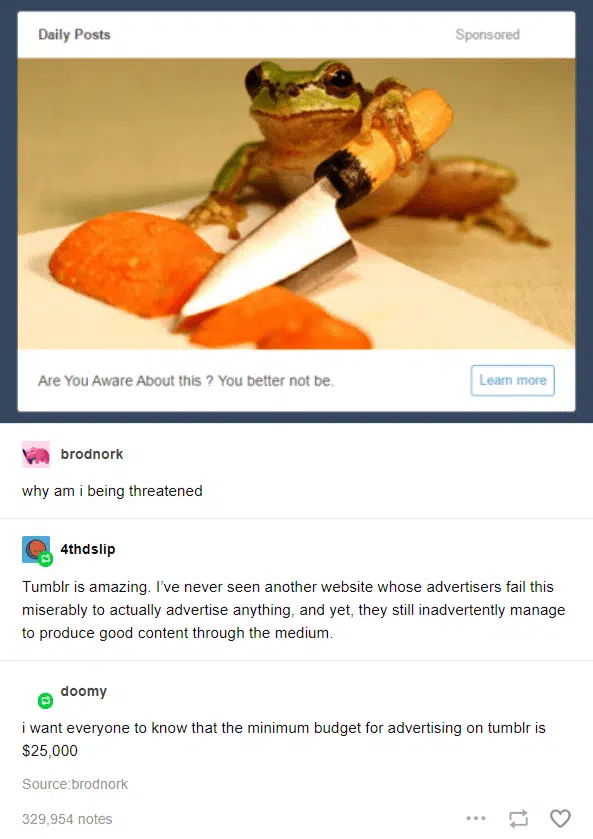 Daily Posts Sponsored
Are You Aware About this ? You better not be. Learn more
brodnork
why am i being threatened
4thdslip
Tumblr is amazing. I’ve never seen another website whose advertisers fail this
miserably to actually advertise anything, and yet, they still inadvertently manage
to produce good content through the medium.
doomy
i want everyone to know that the minimum budget for advertising on tumblr is
$25,000
Source:brodnork
329,954 notes